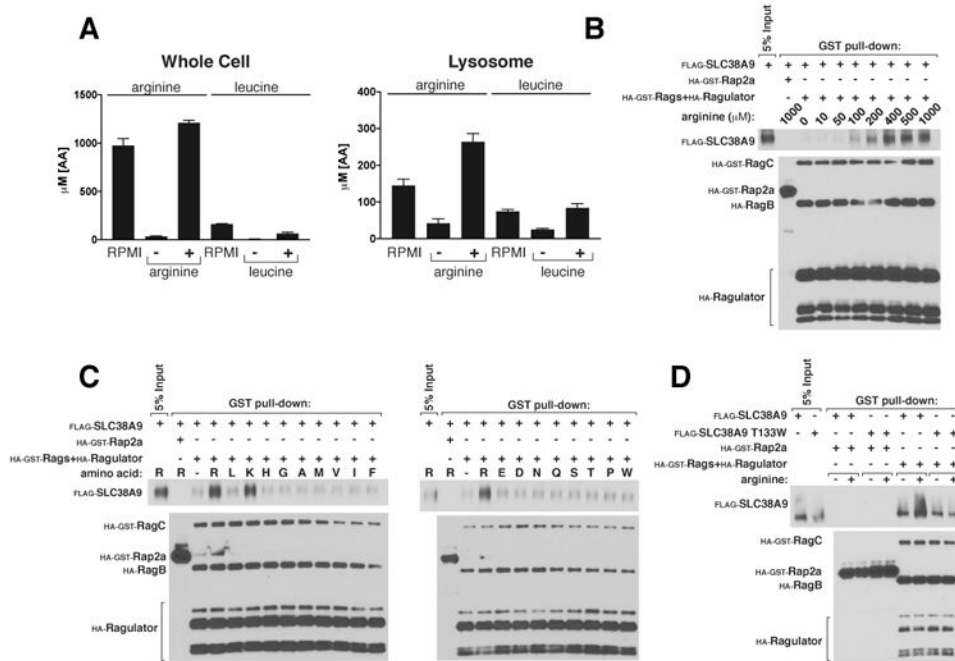 A
Whole Cell
arginine leucine
μM [AA]
1500
1000
500
0
RPMI - + RPMI - +
arginine leucine
Lysosome
arginine leucine
μM [AA]
400
300
200
100
0
RPMI - + RPMI - +
arginine leucine
B
5% Input
GST pull-down:
FLAG-SLC38A9 + + + + + + + + + +
HA-GST-Rap2a - + - - - - - - - -
HA-GST-Rags+HA-Ragulator - - + + + + + + + +
arginine (μM): 1000 0 10 50 100 200 400 500 1000
FLAG-SLC38A9
HA-GST-RagC
HA-GST-Rap2a
HA-RagB
HA-Ragulator
C
5% Input
GST pull-down:
FLAG-SLC38A9 + + + + + + + + + + + +
HA-GST-Rap2a - + - - - - - - - - - -
HA-GST-Rags+HA-Ragulator - - + + + + + + + + + +
amino acid: R R - R L K H G A M V I F
FLAG-SLC38A9
HA-GST-RagC
HA-GST-Rap2a
HA-RagB
HA-Ragulator
5% Input
GST pull-down:
R R - R E D N Q S T P W
D
5% Input
GST pull-down:
FLAG-SLC38A9 + - + + - - + + - -
FLAG-SLC38A9 T133W - + - - + + - - + +
HA-GST-Rap2a - - + + + + - - - -
HA-GST-Rags+HA-Ragulator - - - - - - + + + +
arginine: - + - + - + - +
FLAG-SLC38A9
HA-GST-RagC
HA-GST-Rap2a
HA-RagB
HA-Ragulator